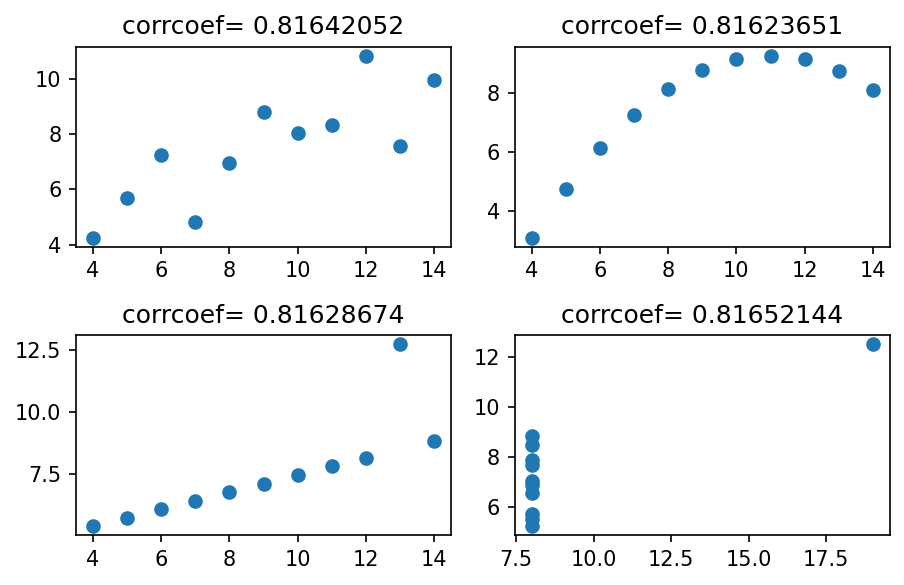 corrcoef= 0.81642052
10
8
6
4
4 6 8 10 12 14
corrcoef= 0.81623651
8
6
4
4 6 8 10 12 14
corrcoef= 0.81628674
12.5
10.0
7.5
4 6 8 10 12 14
corrcoef= 0.81652144
12
10
8
6
7.5 10.0 12.5 15.0 17.5